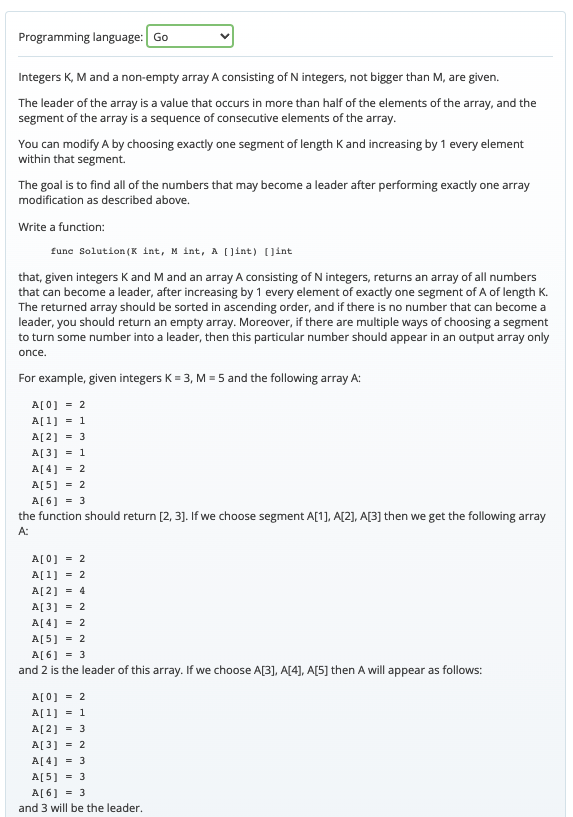 Programming language: Go
Integers K, M and a non-empty array A consisting of N integers, not bigger than M, are given.
The leader of the array is a value that occurs in more than half of the elements of the array, and the
segment of the array is a sequence of consecutive elements of the array.
You can modify A by choosing exactly one segment of length K and increasing by 1 every element
within that segment.
The goal is to find all of the numbers that may become a leader after performing exactly one array
modification as described above.
Write a function:
func Solution(K int, M int, A []int) []int
that, given integers K and M and an array A consisting of N integers, returns an array of all numbers
that can become a leader, after increasing by 1 every element of exactly one segment of A of length K.
The returned array should be sorted in ascending order, and if there is no number that can become a
leader, you should return an empty array. Moreover, if there are multiple ways of choosing a segment
to turn some number into a leader, then this particular number should appear in an output array only
once.
For example, given integers K = 3, M = 5 and the following array A:
A[0] = 2
A[1] = 1
A[2] = 3
A[3] = 1
A[4] = 2
A[5] = 2
A[6] = 3
the function should return [2, 3]. If we choose segment A[1], A[2], A[3] then we get the following array
A:
A[0] = 2
A[1] = 2
A[2] = 4
A[3] = 2
A[4] = 2
A[5] = 2
A[6] = 3
and 2 is the leader of this array. If we choose A[3], A[4], A[5] then A will appear as follows:
A[0] = 2
A[1] = 1
A[2] = 3
A[3] = 2
A[4] = 3
A[5] = 3
A[6] = 3
and 3 will be the leader.